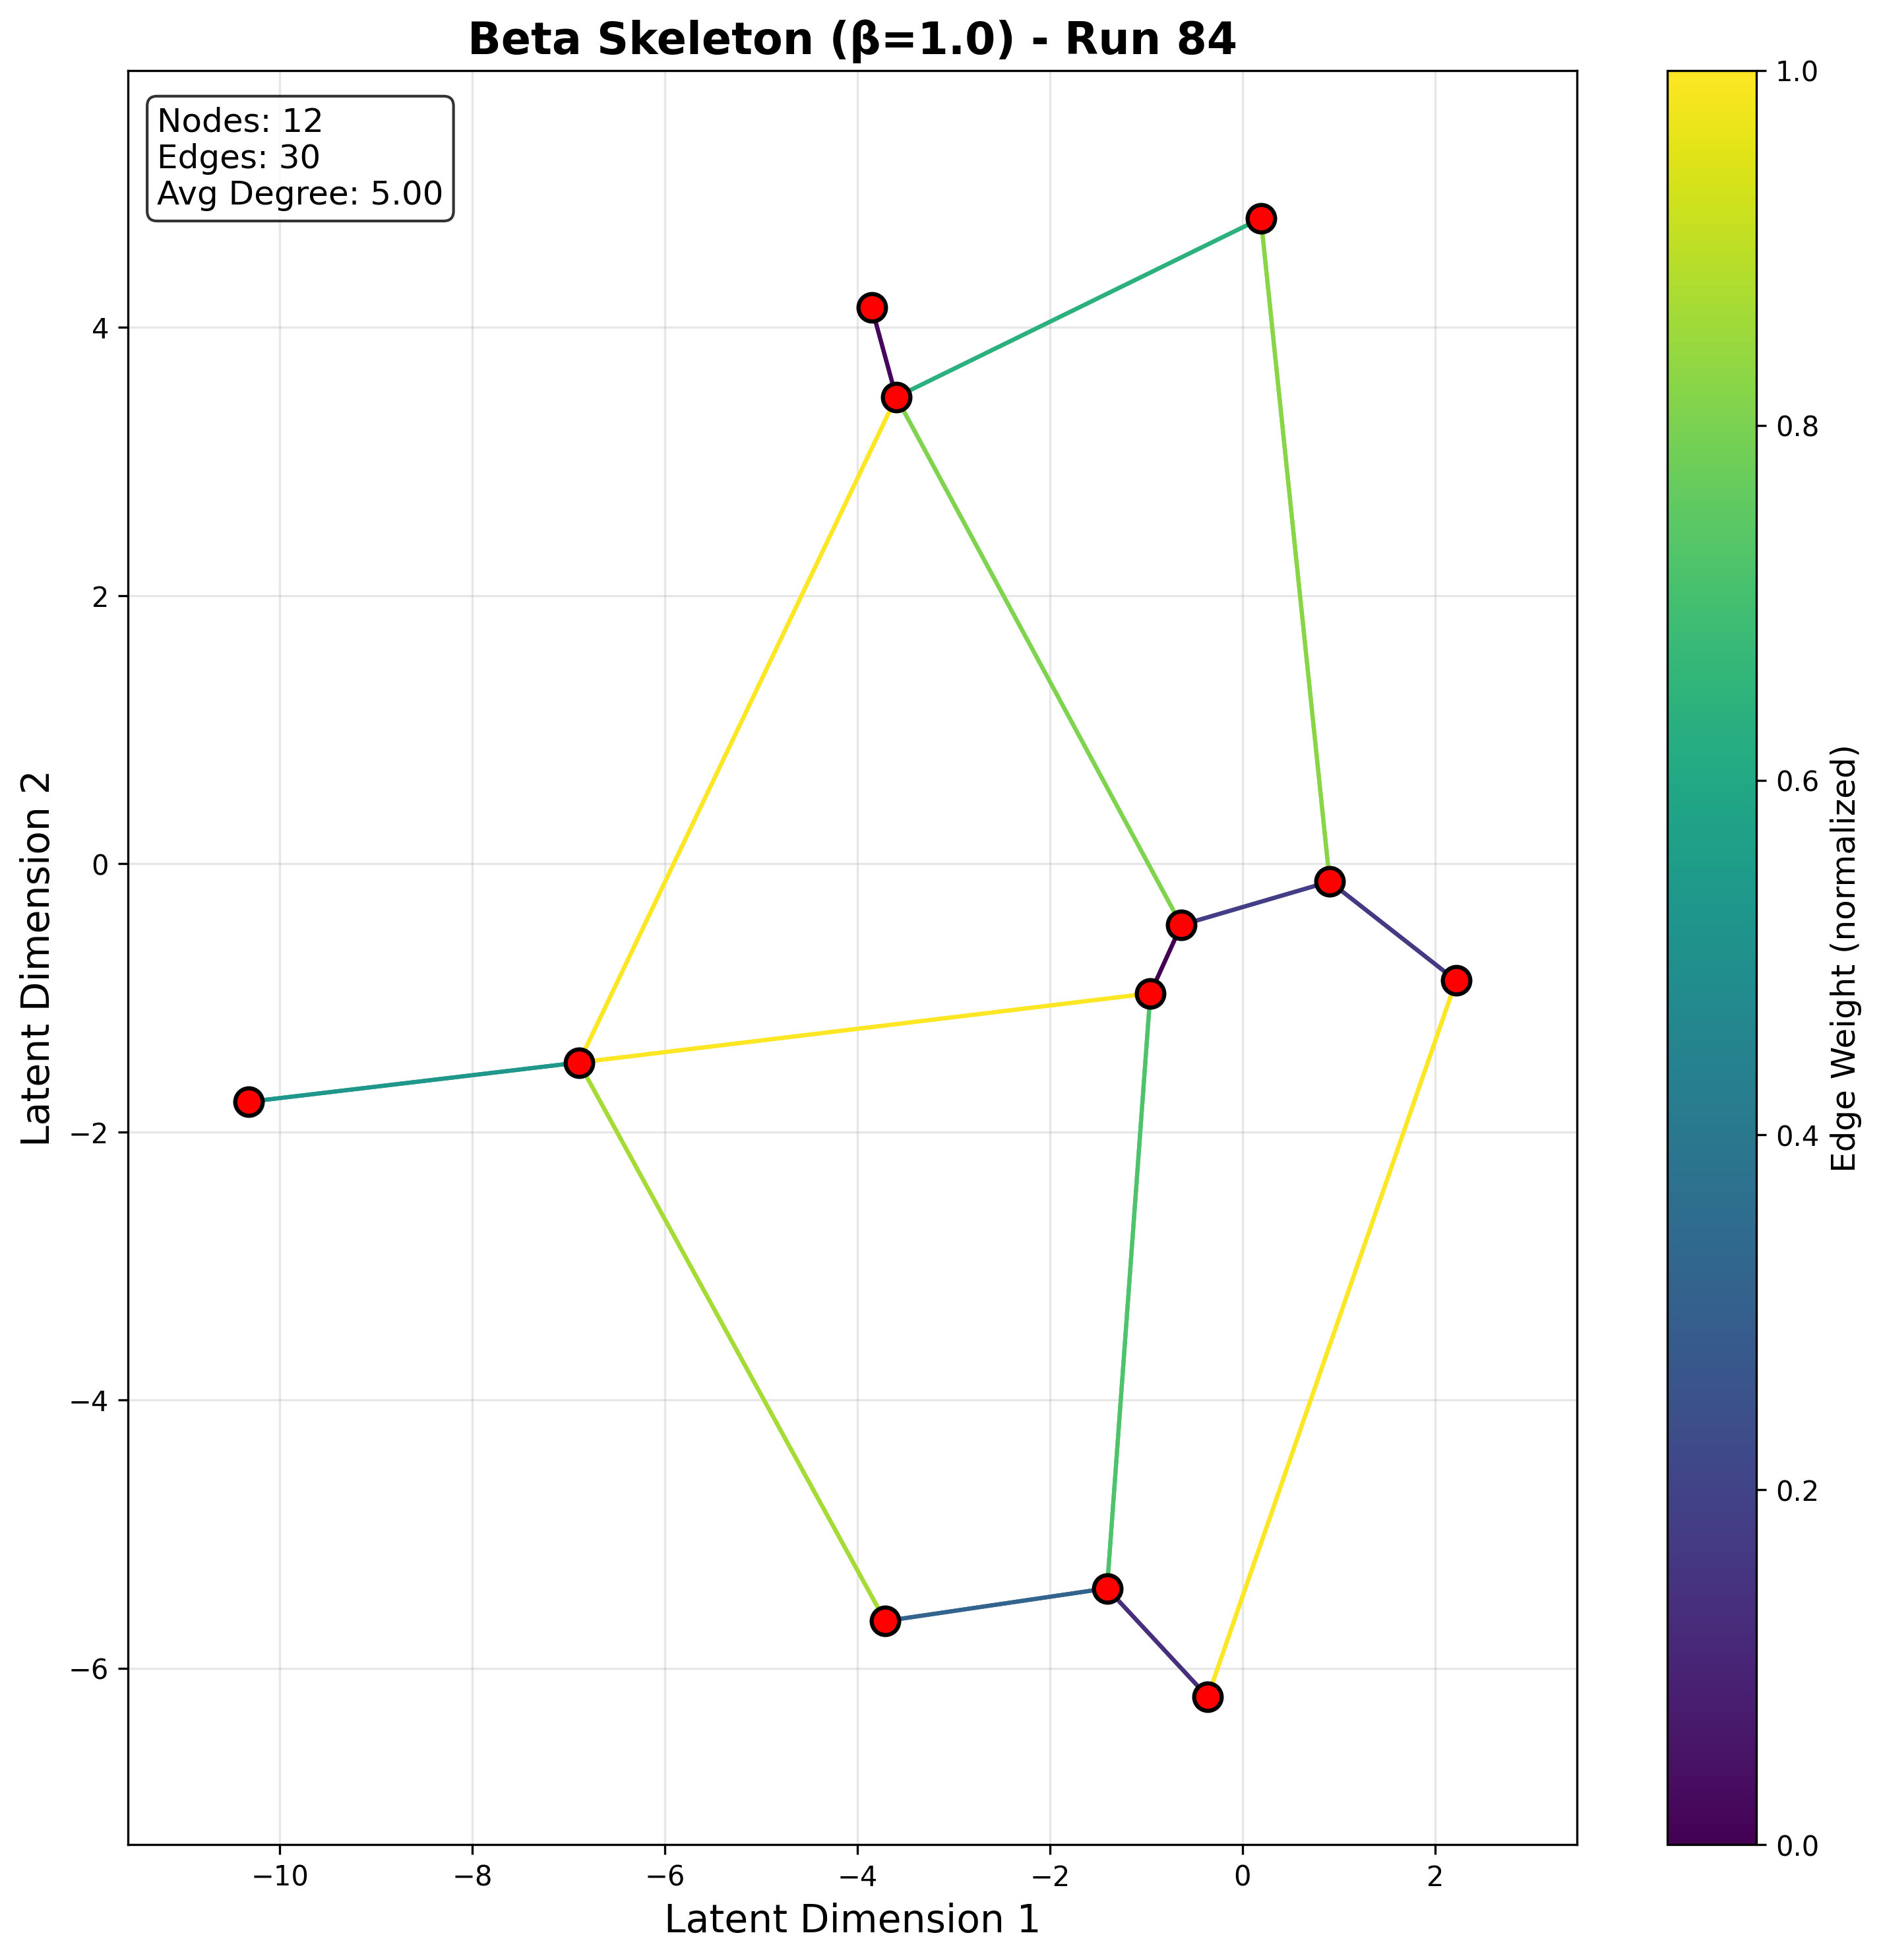 Beta Skeleton (β=1.0) - Run 84
Nodes: 12
Edges: 30
Avg Degree: 5.00
4
2
0
−2
−4
−6
Latent Dimension 2
−10
−8
−6
−4
−2
0
2
Latent Dimension 1
1.0
0.8
0.6
0.4
0.2
0.0
Edge Weight (normalized)